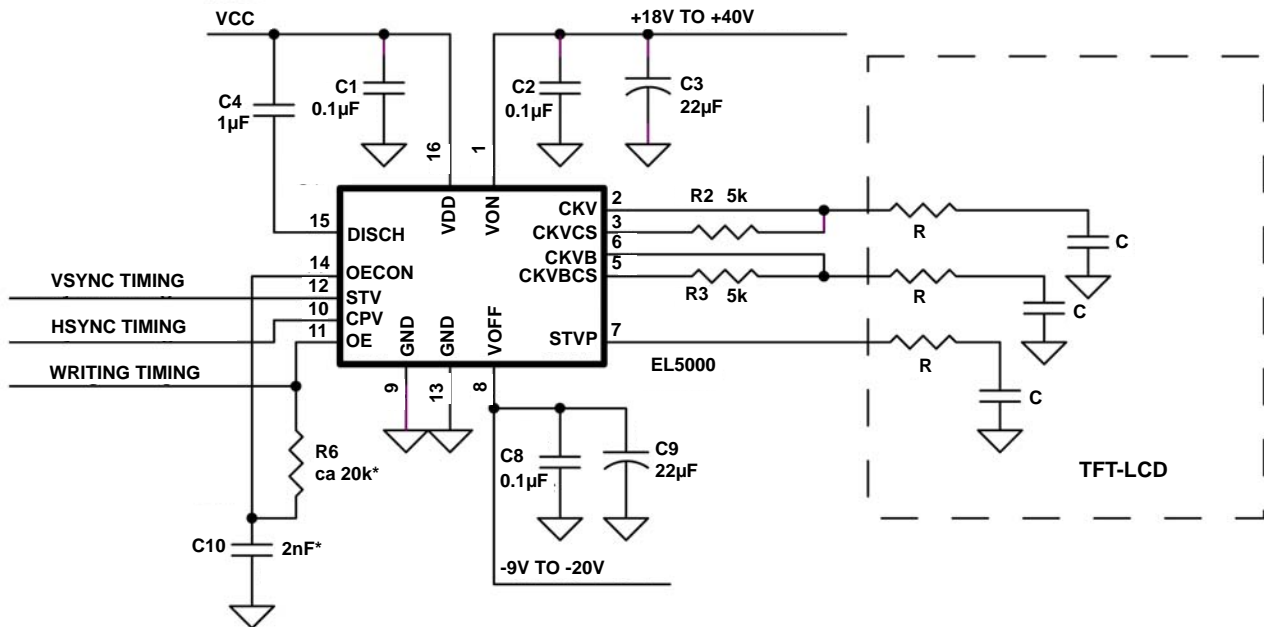 VCC
+18V TO +40V
C4
1µF
C1
0.1µF
C2
0.1µF
C3
22µF
16
1
VDD
VON
15
DISCH
14
OECON
12
STV
10
CPV
11
OE
VSYNC TIMING
HSYNC TIMING
WRITING TIMING
CKV
2
CKVCS
3
CKVB
6
CKVBCS
5
STVP
7
R2 5k
R3 5k
R
C
R
C
R
C
GND
GND
VOFF
9
13
8
EL5000
R6
ca 20k*
C8
0.1µF
C9
22µF
TFT-LCD
C10 2nF*
-9V TO -20V